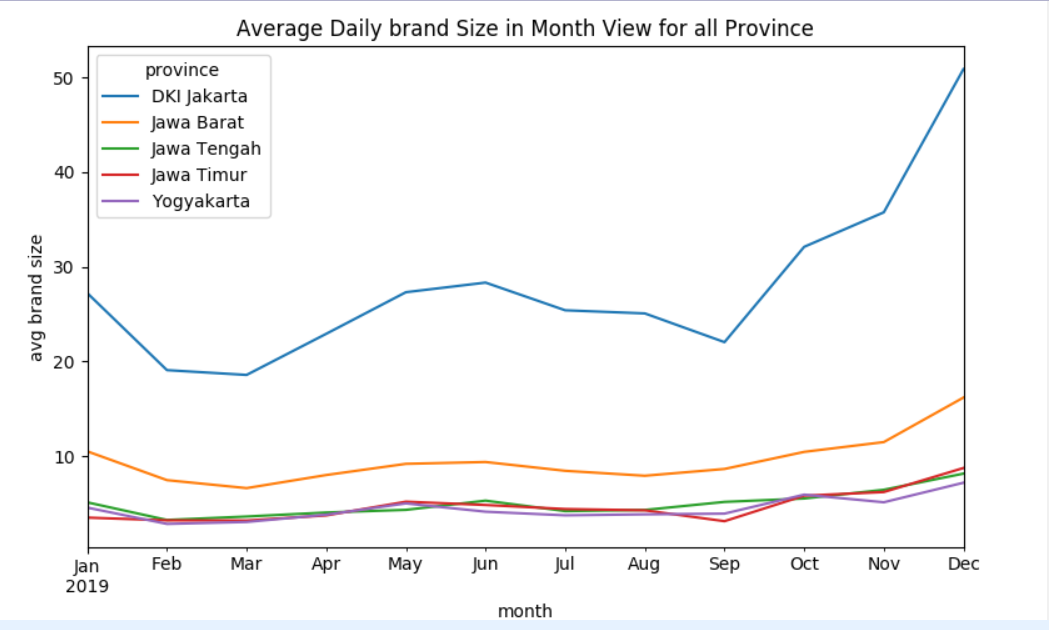 Average Daily brand Size in Month View for all Province
province
DKI Jakarta
Jawa Barat
Jawa Tengah
Jawa Timur
Yogyakarta
avg brand size
50
40
30
20
10
Jan Feb Mar Apr May Jun Jul Aug Sep Oct Nov Dec
2019
month